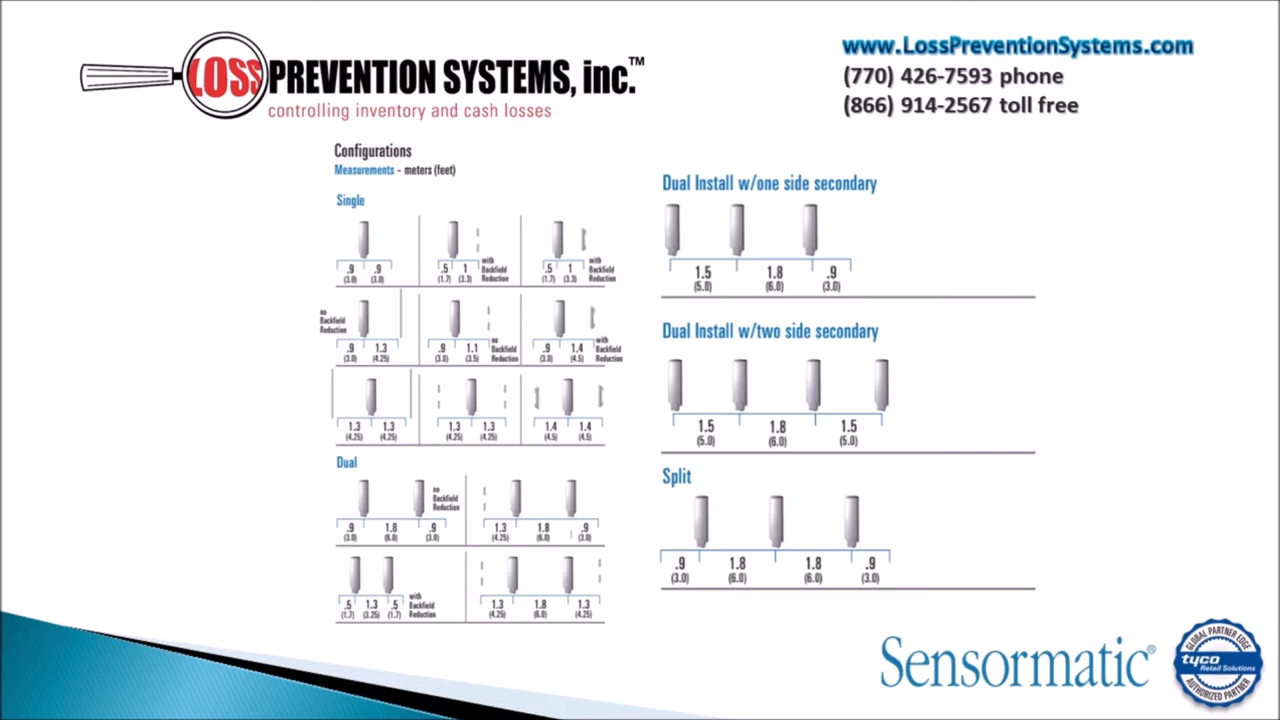 LOSS PREVENTION SYSTEMS, inc.™
controlling inventory and cash losses
www.LossPreventionSystems.com
(770) 426-7593 phone
(866) 914-2567 toll free
Configurations
Measurements - meters (feet)
Single
.9 .9
(3.0) (3.0)
.5 1
(1.7) (3.3)
with
Backfield
Reduction
.5 1
(1.7) (3.3)
with
Backfield
Reduction
no
Backfield
Reduction
.9 1.3
(3.0) (4.25)
.9 1.1
(3.0) (3.5)
no
Backfield
Reduction
.9 1.4
(3.0) (4.5)
with
Backfield
Reduction
1.3 1.3
(4.25) (4.25)
1.3 1.3
(4.25) (4.25)
1.4 1.4
(4.5) (4.5)
Dual
no
Backfield
Reduction
.9 1.8 .9
(3.0) (6.0) (3.0)
1.3 1.8 .9
(4.25) (6.0) (3.0)
.5 1.3 .5
(1.7) (3.25) (1.7)
with
Backfield
Reduction
1.3 1.8 1.3
(4.25) (6.0) (4.25)
Dual Install w/one side secondary
1.5 1.8 .9
(5.0) (6.0) (3.0)
Dual Install w/two side secondary
1.5 1.8 1.5
(5.0) (6.0) (5.0)
Split
.9 1.8 1.8 .9
(3.0) (6.0) (6.0) (3.0)
Sensormatic®
GLOBAL PARTNER EDGE
tyco
Retail Solutions
AUTHORIZED PARTNER